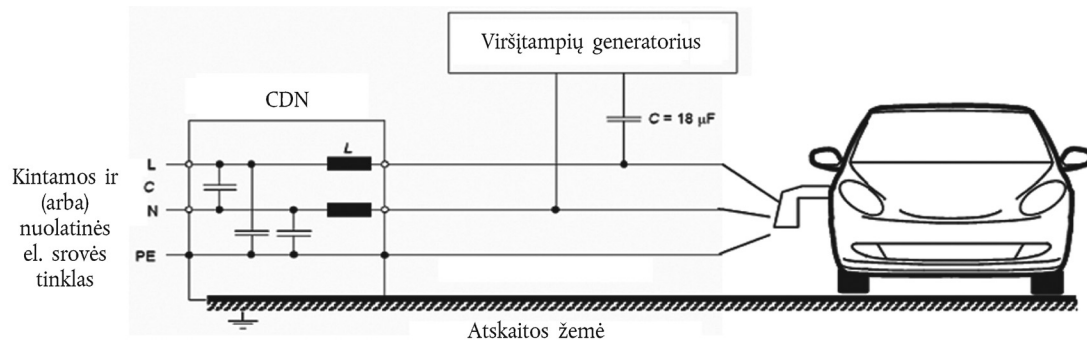 Viršįtampių generatorius
CDN
C = 18 µF
L
L
C
N
PE
Kintamos ir
(arba)
nuolatinės
el. srovės
tinklas
Atskaitos žemė